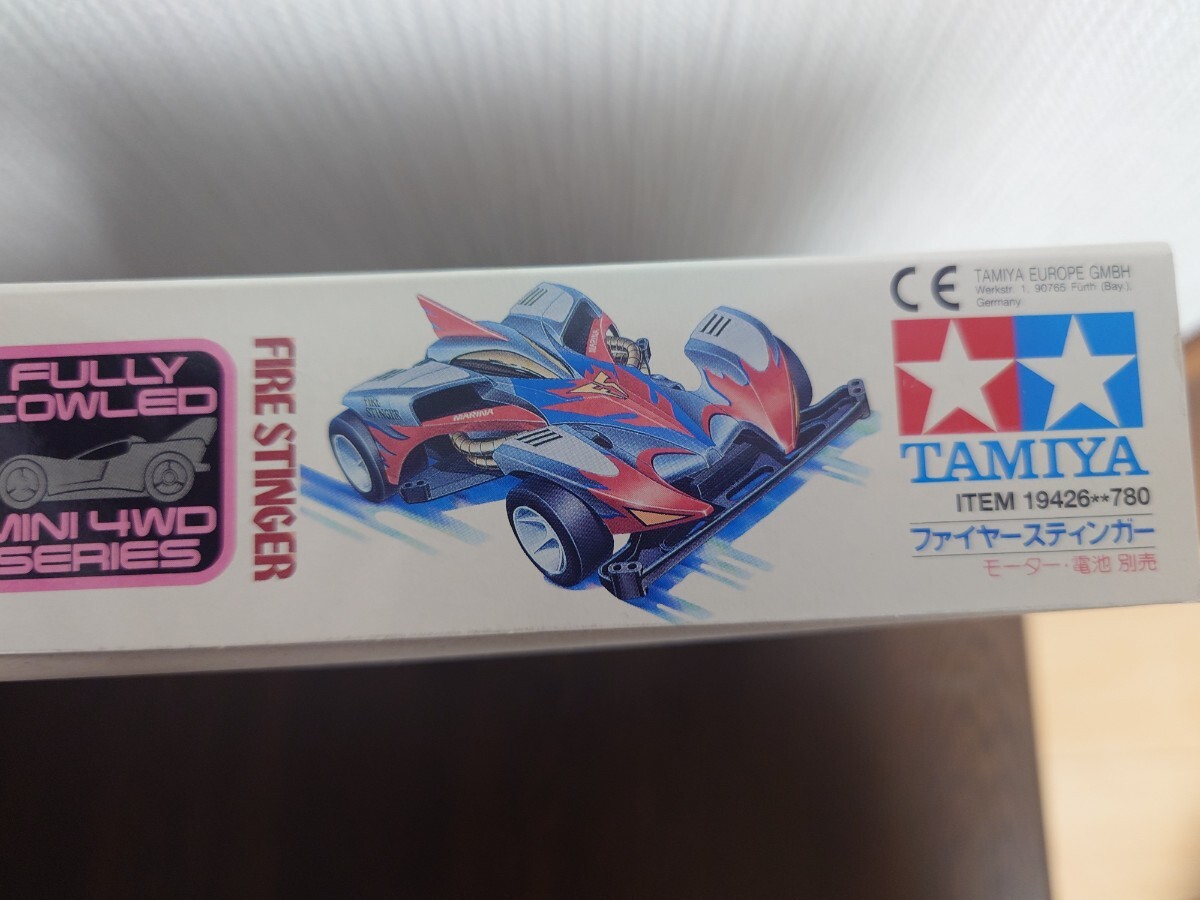 FULLY
COWLED
MINI 4WD
SERIES
FIRE STINGER
FIRE
MARINA
CE TAMIYA EUROPE GMBH
Werkstr. 1, 90765 Fürth (Bay.),
Germany.
TAMIYA
ITEM 19426**780
ファイヤースティンガー
モーター・電池 別売